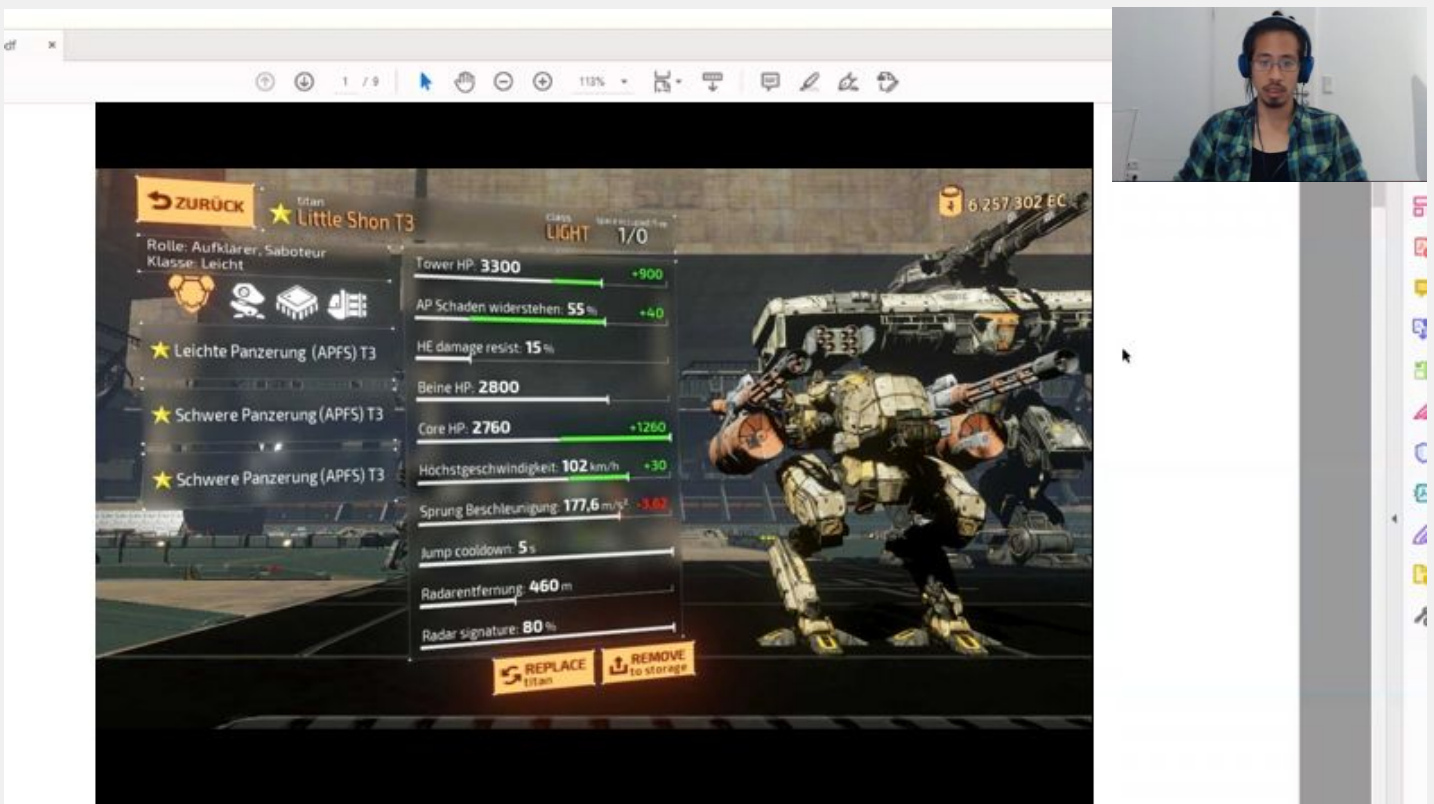 df
1 / 9
113%
ZURÜCK
titan
Little Shon T3
class
LIGHT
1/0
6 257 302 EC
Rolle: Aufklärer, Saboteur
Klasse: Leicht
Leichte Panzerung (APFS) T3
Schwere Panzerung (APFS) T3
Schwere Panzerung (APFS) T3
Tower HP: 3300 +900
AP Schaden widerstehen: 55 % +40
HE damage resist: 15 %
Beine HP: 2800
Core HP: 2760 +1260
Höchstgeschwindigkeit: 102 km/h +30
Sprung Beschleunigung: 177,6 m/s² -3,62
Jump cooldown: 5 s
Radarentfernung: 460 m
Radar signature: 80 %
REPLACE
titan
REMOVE
to storage